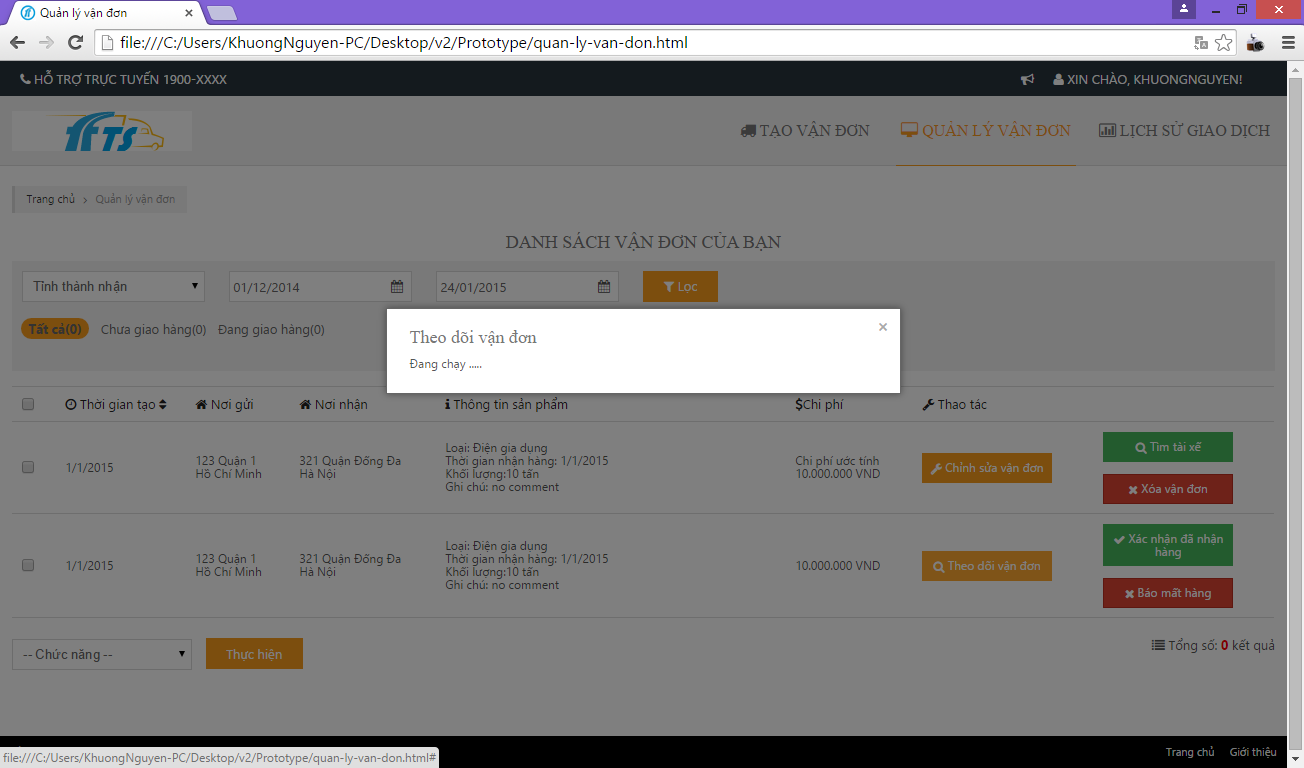 Quản lý vận đơn
file:///C:/Users/KhuongNguyen-PC/Desktop/v2/Prototype/quan-ly-van-don.html
HỖ TRỢ TRỰC TUYẾN 1900-XXXX
XIN CHÀO, KHUONGNGUYEN!
TS
TẠO VẬN ĐƠN
QUẢN LÝ VẬN ĐƠN
LỊCH SỬ GIAO DỊCH
Trang chủ › Quản lý vận đơn
DANH SÁCH VẬN ĐƠN CỦA BẠN
Tỉnh thành nhận
01/12/2014
24/01/2015
Lọc
Tất cả(0) Chưa giao hàng(0) Đang giao hàng(0)
Theo dõi vận đơn
×
Đang chạy .....
Thời gian tạo
Nơi gửi
Nơi nhận
Thông tin sản phẩm
$Chi phí
Thao tác
1/1/2015
123 Quận 1
Hồ Chí Minh
321 Quận Đống Đa
Hà Nội
Loại: Điện gia dụng
Thời gian nhận hàng: 1/1/2015
Khối lượng:10 tấn
Ghi chú: no comment
Chi phí ước tính
10.000.000 VND
Chỉnh sửa vận đơn
Tìm tài xế
Xóa vận đơn
1/1/2015
123 Quận 1
Hồ Chí Minh
321 Quận Đống Đa
Hà Nội
Loại: Điện gia dụng
Thời gian nhận hàng: 1/1/2015
Khối lượng:10 tấn
Ghi chú: no comment
10.000.000 VND
Theo dõi vận đơn
Xác nhận đã nhận
hàng
Báo mất hàng
-- Chức năng --
Thực hiện
Tổng số: 0 kết quả
Trang chủ
Giới thiệu
file:///C:/Users/KhuongNguyen-PC/Desktop/v2/Prototype/quan-ly-van-don.html#